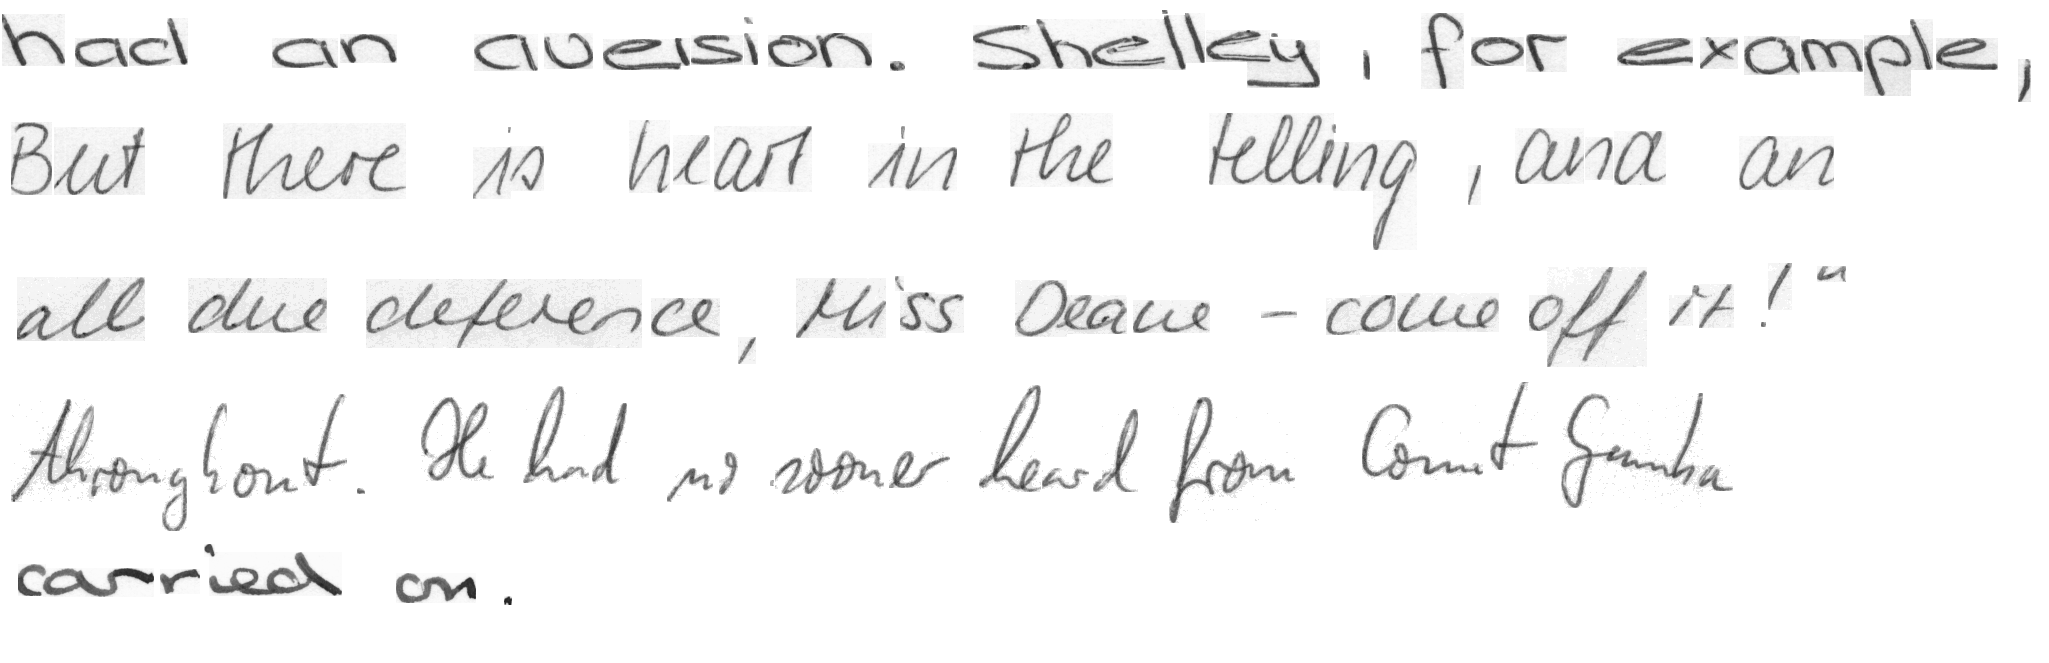 had an aversion. Shelley, for example,
But there is heart in the telling, and an
all due deference, Miss Deane - come off it!"
throughout. He had no sooner heard from Count Gamba
carried on.